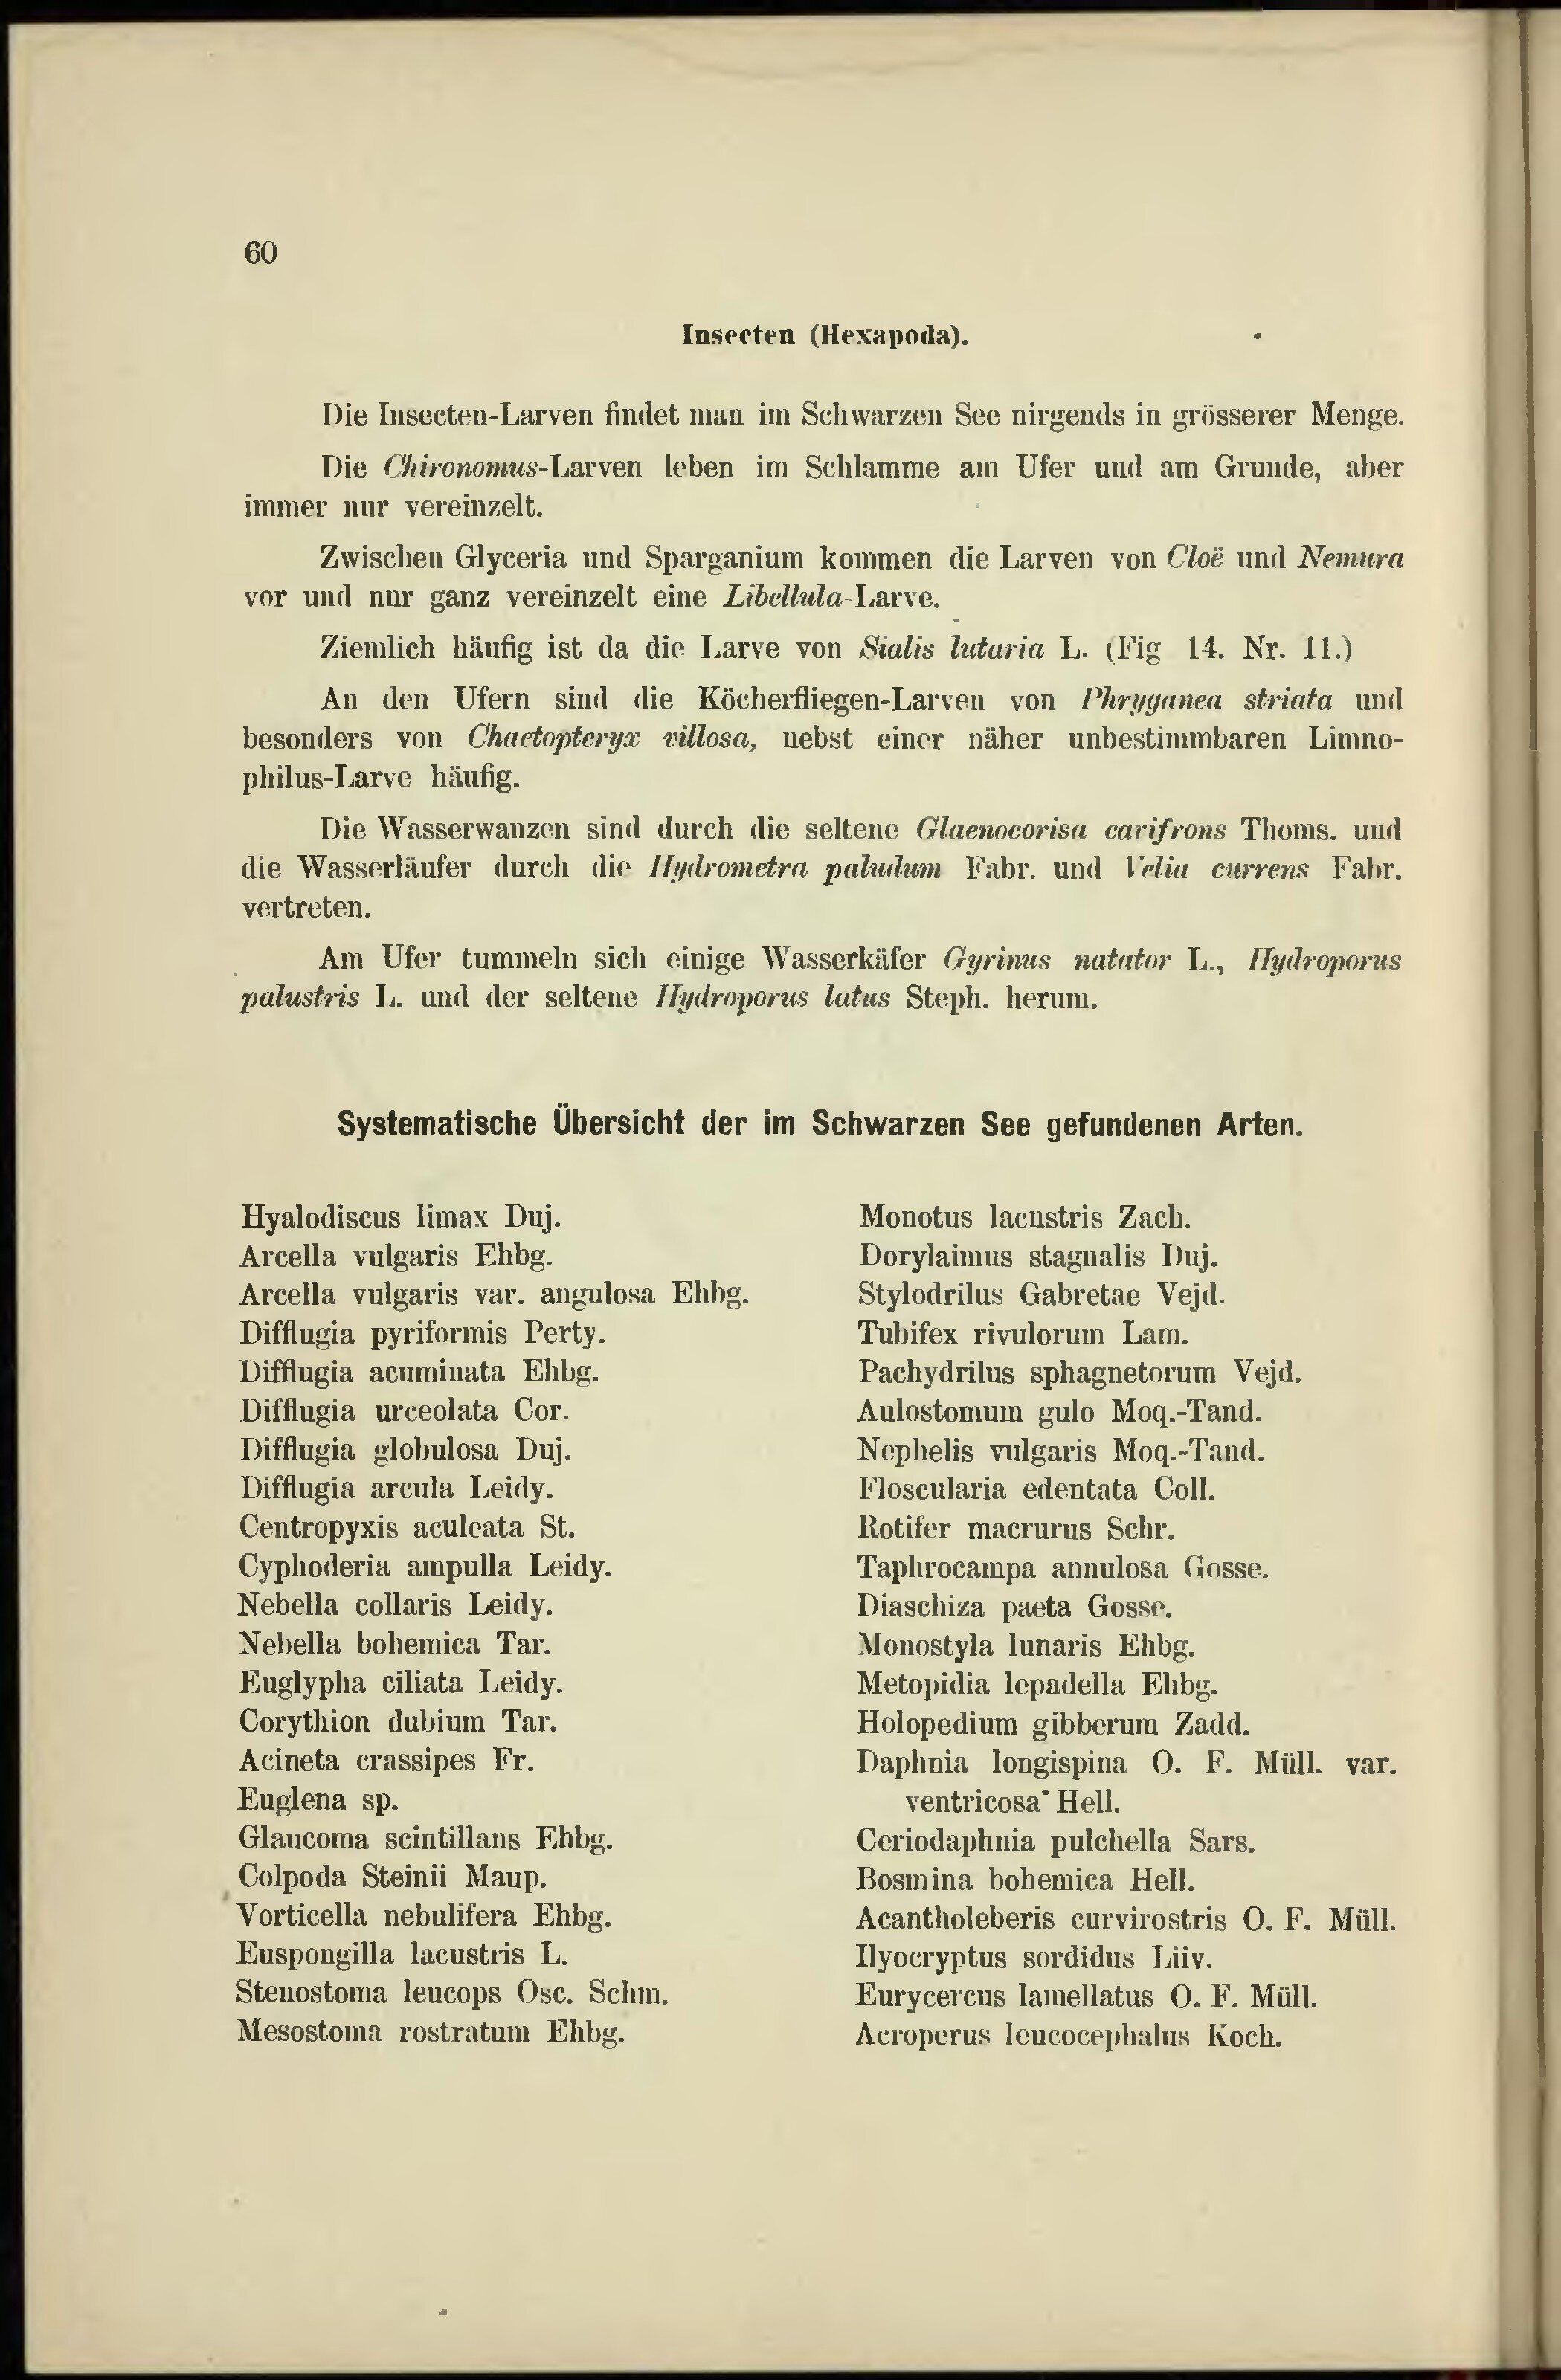 60
Insecten (Hexapoda).
Die Insecten-Larven findet man im Schwarzen See nirgends in grösserer Menge.
Die Chironomus-Larven leben im Schlamme am Ufer und am Grunde, aber
immer nur vereinzelt.
Zwischen Glyceria und Sparganium kommen die Larven von Cloë und Nemura
vor und nur ganz vereinzelt eine Libellula-Larve.
Ziemlich häufig ist da die Larve von Sialis lutaria L. (Fig 14. Nr. 11.)
An den Ufern sind die Köcherfliegen-Larven von Phryganea striata und
besonders von Chaetopteryx villosa, nebst einer näher unbestimmbaren Limno-
philus-Larve häufig.
Die Wasserwanzen sind durch die seltene Glaenocorisa cavifrons Thoms. und
die Wasserläufer durch die Hydrometra paludum Fabr. und Velia currens Fabr.
vertreten.
Am Ufer tummeln sich einige Wasserkäfer Gyrinus natator L., Hydroporus
palustris L. und der seltene Hydroporus latus Steph. herum.
Systematische Übersicht der im Schwarzen See gefundenen Arten.
Hyalodiscus limax Duj.
Arcella vulgaris Ehbg.
Arcella vulgaris var. angulosa Ehbg.
Difflugia pyriformis Perty.
Difflugia acuminata Ehbg.
Difflugia urceolata Cor.
Difflugia globulosa Duj.
Difflugia arcula Leidy.
Centropyxis aculeata St.
Cyphoderia ampulla Leidy.
Nebella collaris Leidy.
Nebella bohemica Tar.
Euglypha ciliata Leidy.
Corythion dubium Tar.
Acineta crassipes Fr.
Euglena sp.
Glaucoma scintillans Ehbg.
Colpoda Steinii Maup.
Vorticella nebulifera Ehbg.
Euspongilla lacustris L.
Stenostoma leucops Osc. Schm.
Mesostoma rostratum Ehbg.
Monotus lacustris Zach.
Dorylaimus stagnalis Duj.
Stylodrilus Gabretae Vejd.
Tubifex rivulorum Lam.
Pachydrilus sphagnetorum Vejd.
Aulostomum gulo Moq.-Tand.
Nephelis vulgaris Moq.-Tand.
Floscularia edentata Coll.
Rotifer macrurus Schr.
Taphrocampa annulosa Gosse.
Diaschiza paeta Gosse.
Monostyla lunaris Ehbg.
Metopidia lepadella Ehbg.
Holopedium gibberum Zadd.
Daphnia longispina O. F. Müll. var.
ventricosa Hell.
Ceriodaphnia pulchella Sars.
Bosmina bohemica Hell.
Acantholeberis curvirostris O. F. Müll.
Ilyocryptus sordidus Liiv.
Eurycercus lamellatus O. F. Müll.
Acroperus leucocephalus Koch.